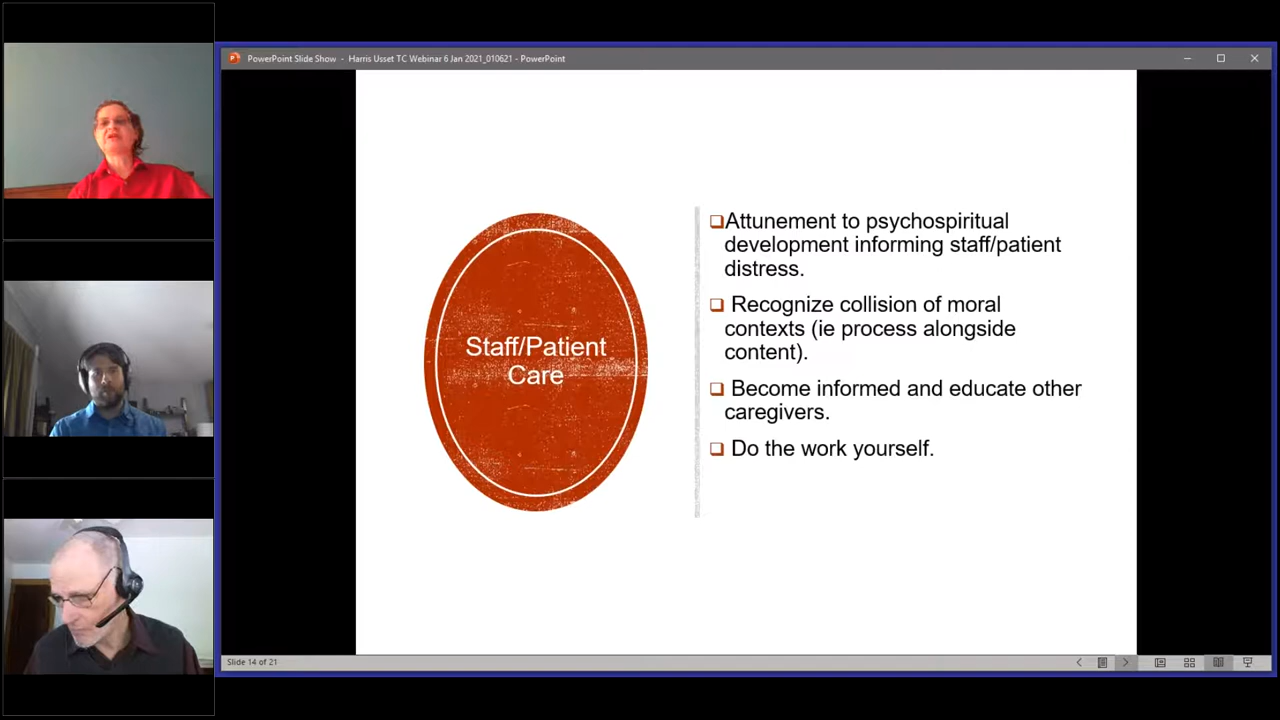 PowerPoint Slide Show - Harris Usset TC Webinar 6 Jan 2021_010621 - PowerPoint
Staff/Patient
Care
Attunement to psychospiritual
development informing staff/patient
distress.
Recognize collision of moral
contexts (ie process alongside
content).
Become informed and educate other
caregivers.
Do the work yourself.
Slide 14 of 21